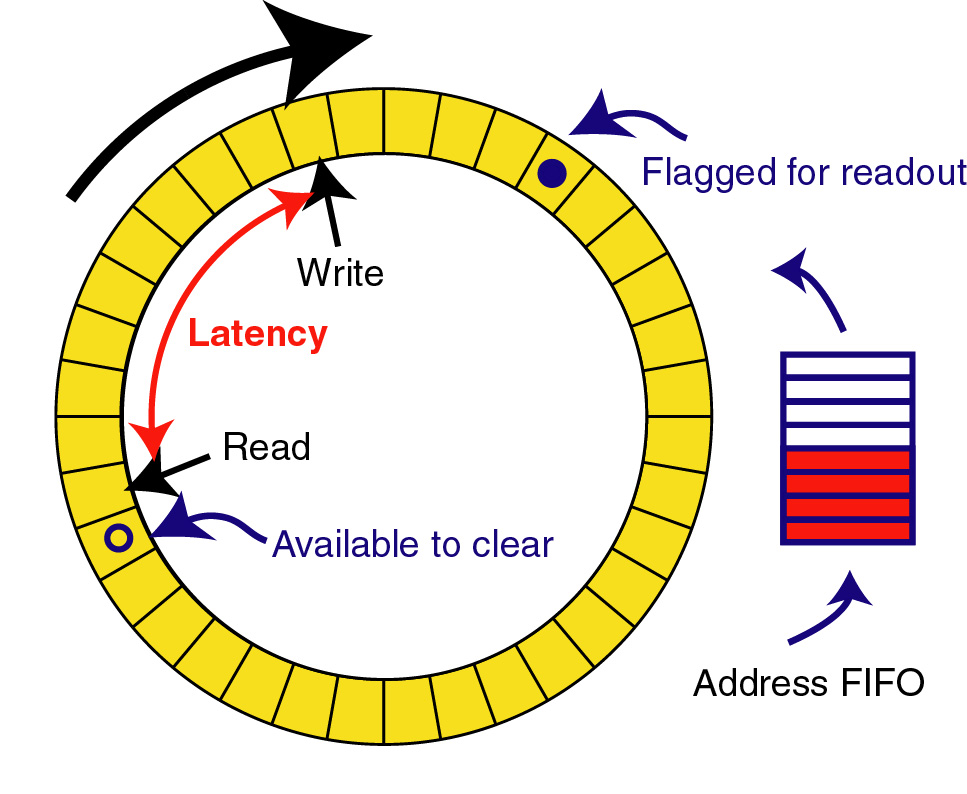 Flagged for readout
Write
Latency
Read
Available to clear
Address FIFO